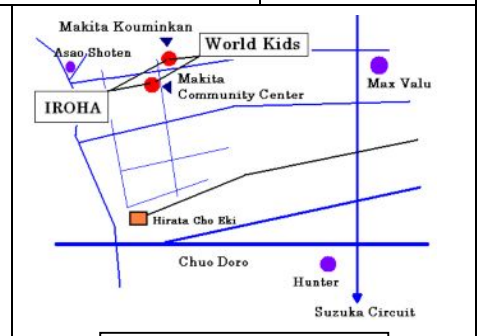 Makita Kouminkan
World Kids
Asao Shoten
Makita
Community Center
Max Valu
IROHA
Hirata Cho Eki
Chuo Doro
Hunter
Suzuka Circuit